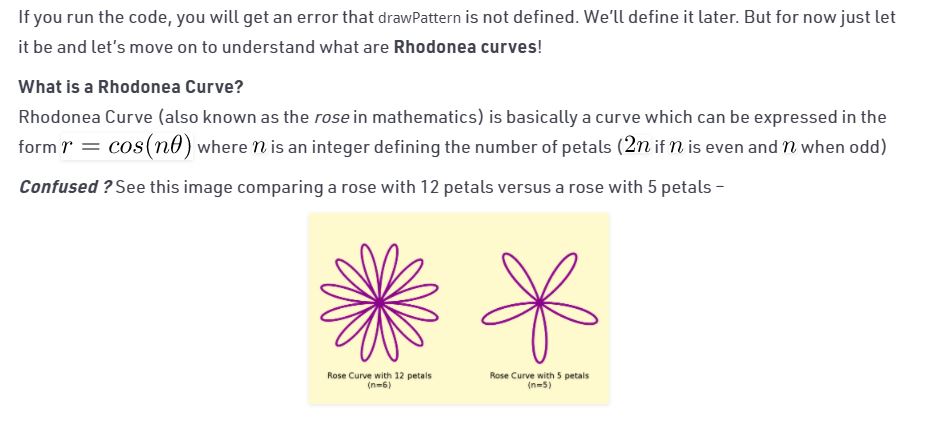 If you run the code, you will get an error that drawPattern is not defined. We'll define it later. But for now just let
it be and let's move on to understand what are Rhodonea curves!
What is a Rhodonea Curve?
Rhodonea Curve (also known as the rose in mathematics) is basically a curve which can be expressed in the
form r = cos(nθ) where n is an integer defining the number of petals (2n if n is even and n when odd)
Confused ? See this image comparing a rose with 12 petals versus a rose with 5 petals –
Rose Curve with 12 petals
(n=6)
Rose Curve with 5 petals
(n=5)